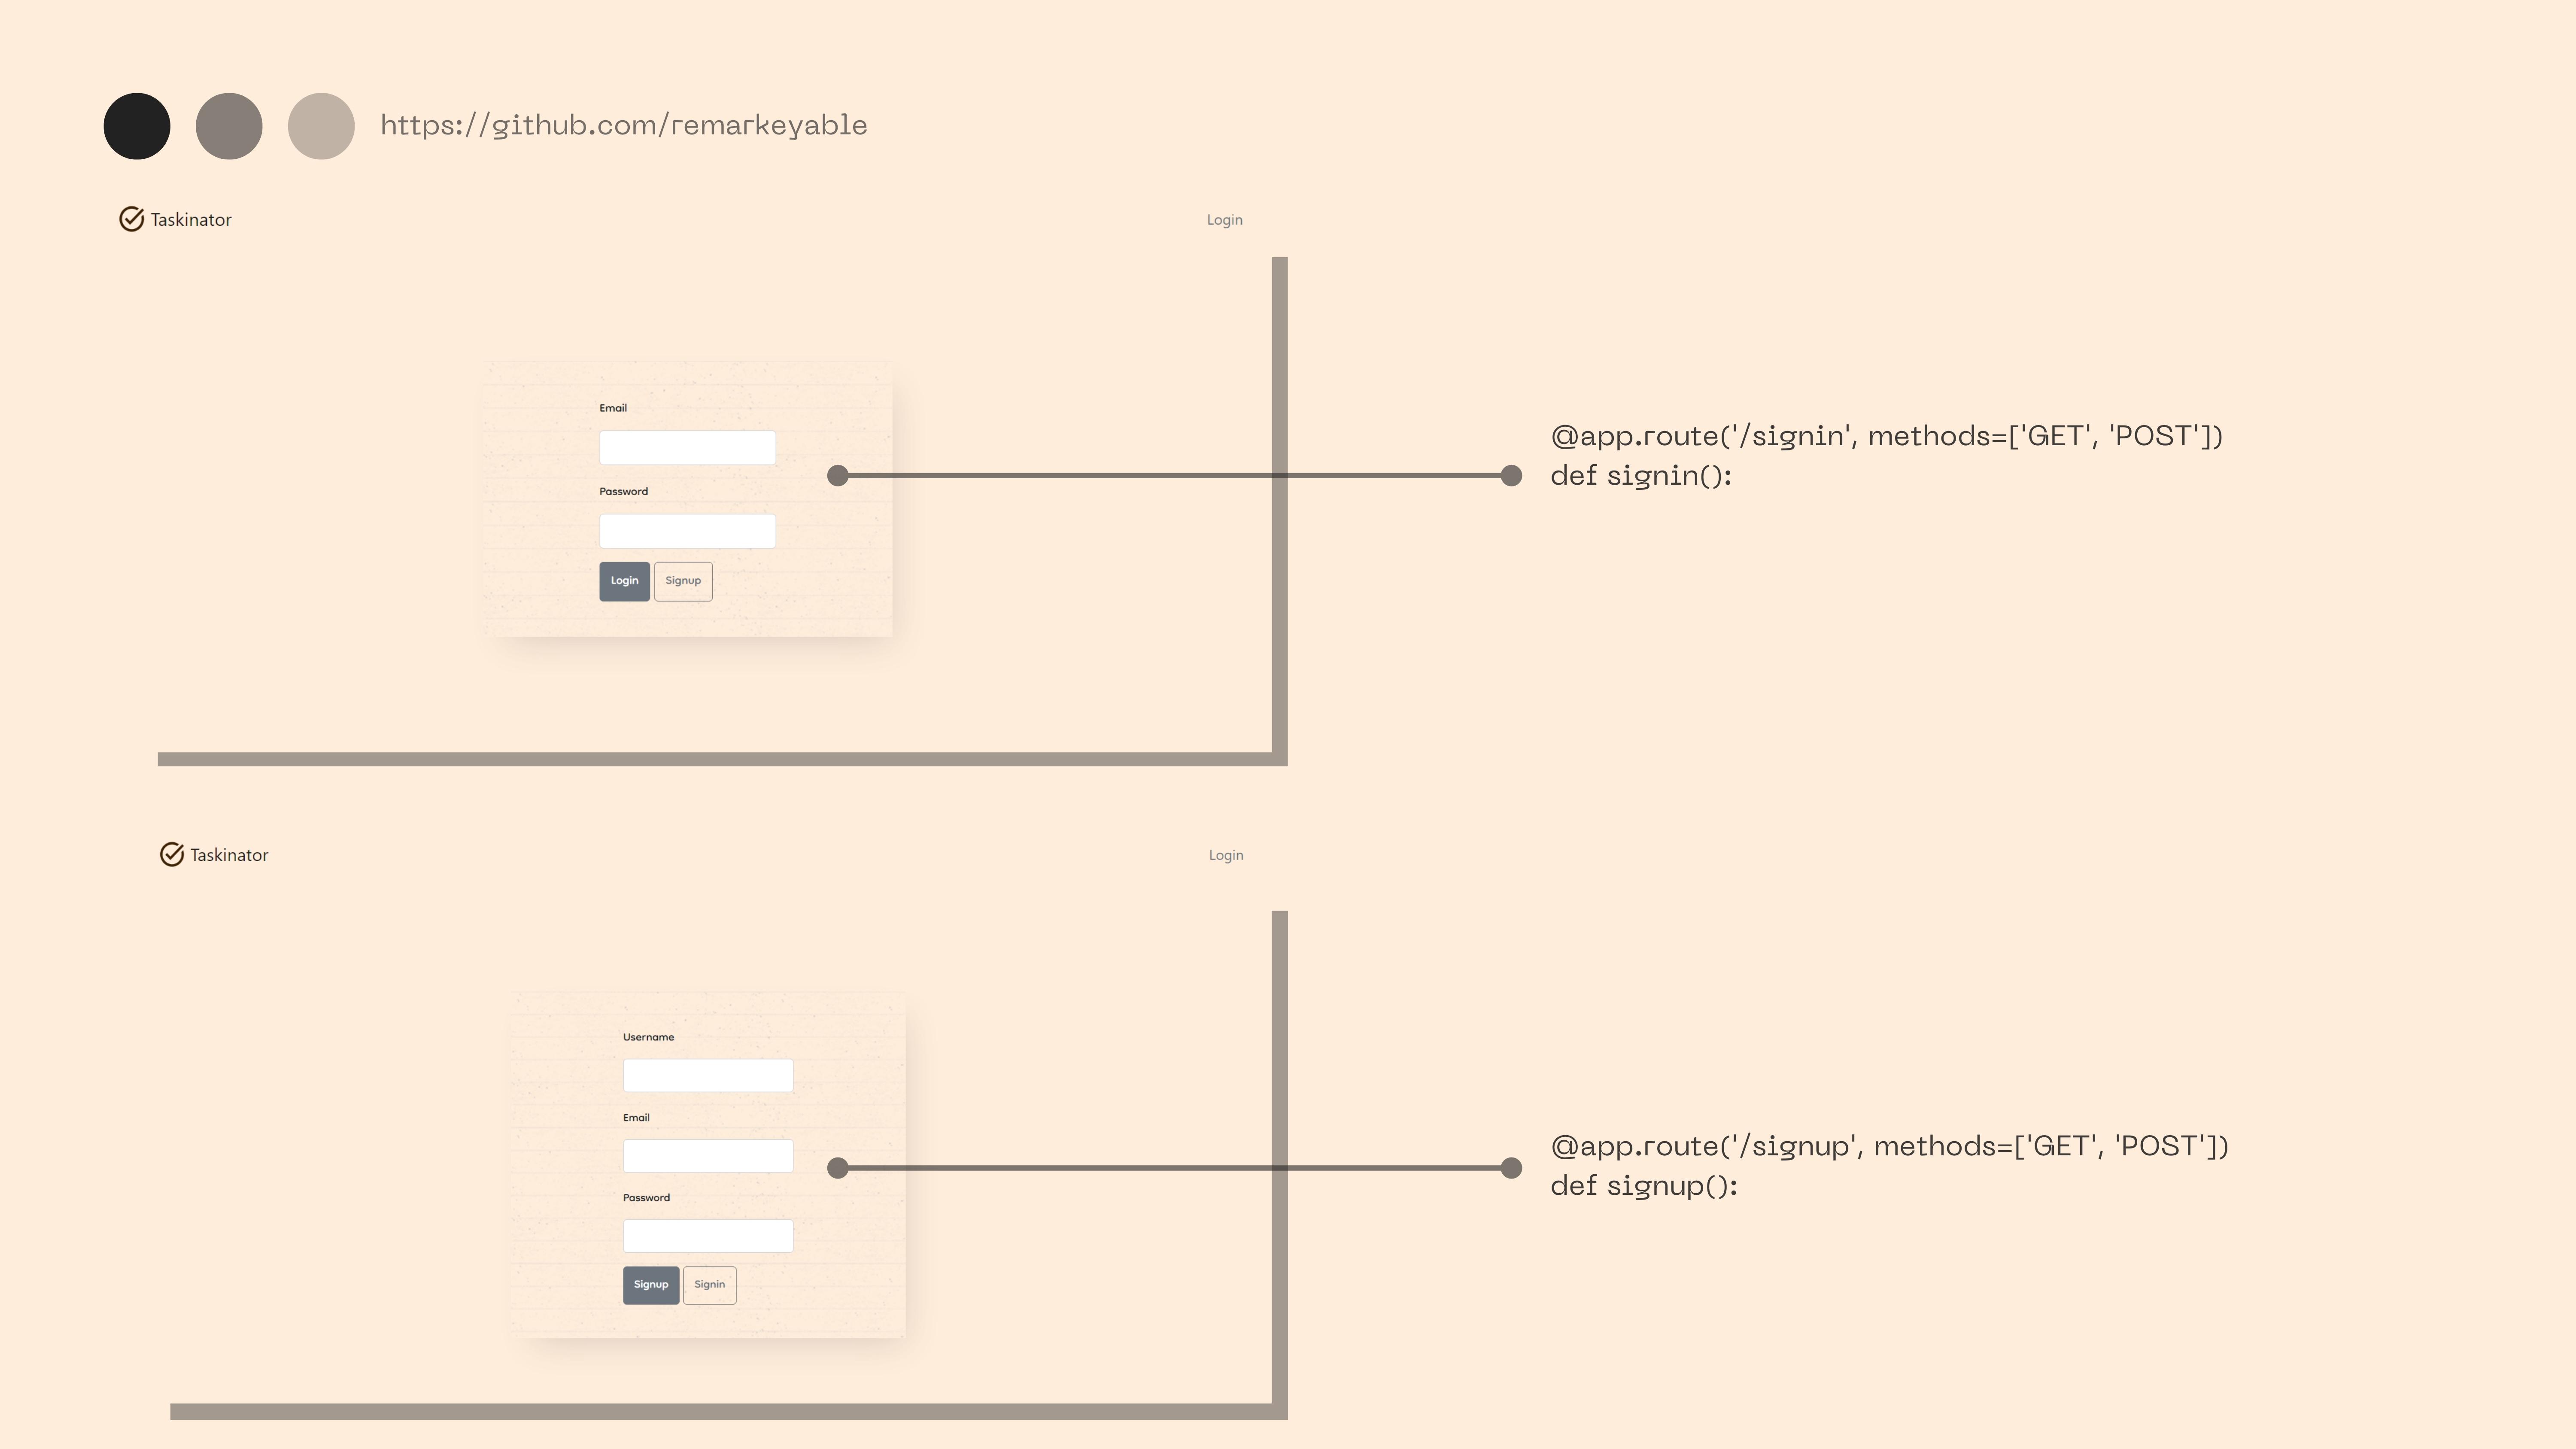 https://github.com/remarkeyable
Taskinator
Login
Email
Password
Login
Signup
@app.route('/signin', methods=['GET', 'POST'])
def signin():
Taskinator
Login
Username
Email
Password
Signup
Signin
@app.route('/signup', methods=['GET', 'POST'])
def signup():